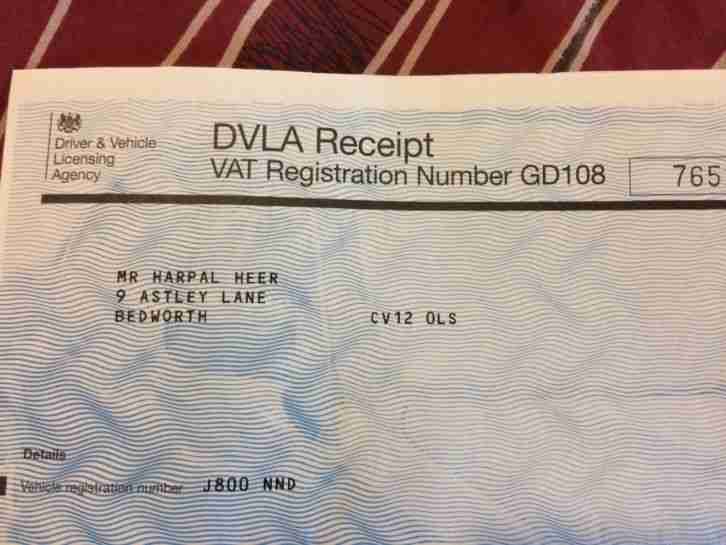 Driver & Vehicle
Licensing
Agency
DVLA Receipt
VAT Registration Number GD108
765
MR HARPAL HEER
9 ASTLEY LANE
BEDWORTH CV12 0LS
Details
Vehicle registration number J800 NND